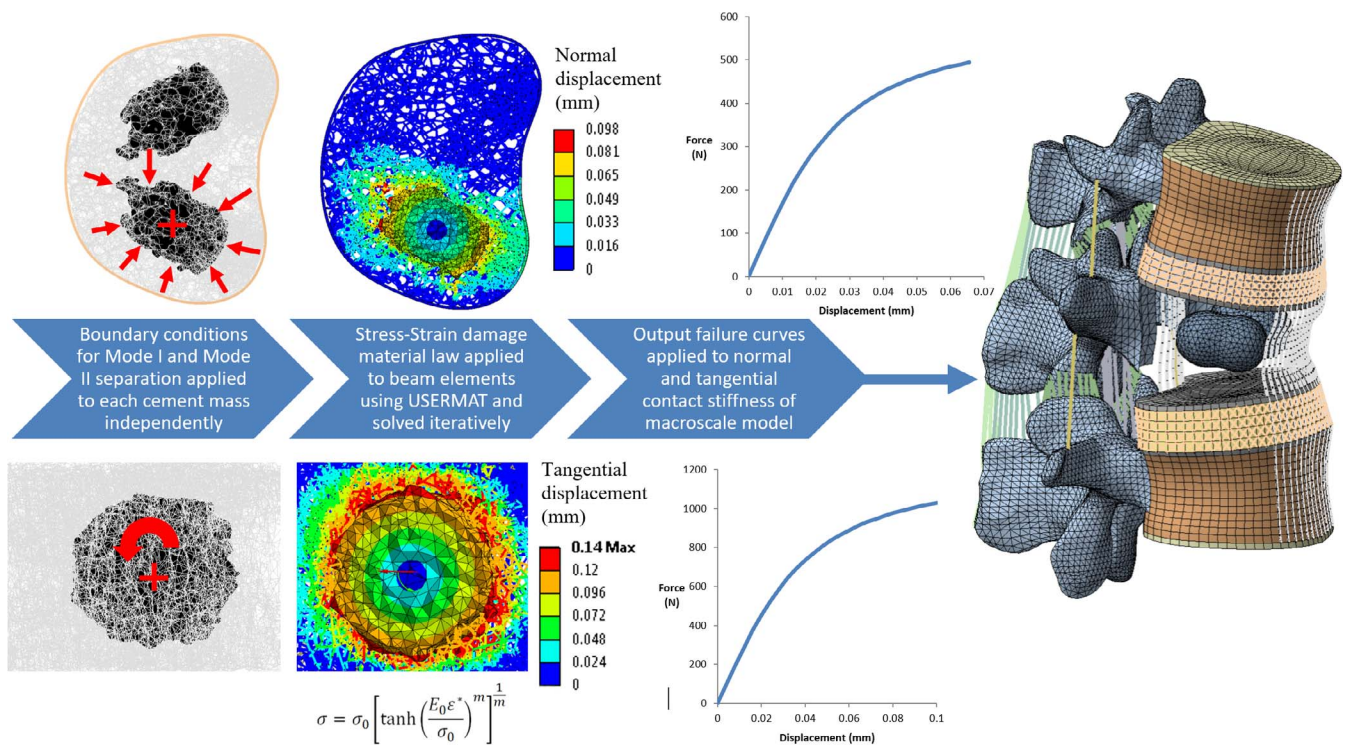 Normal
displacement
(mm)
0.098
0.081
0.065
0.049
0.033
0.016
0
600
500
400
300
200
100
0
Force
(N)
0 0.01 0.02 0.03 0.04 0.05 0.06 0.07
Displacement (mm)
Boundary conditions
for Mode I and Mode
II separation applied
to each cement mass
independently
Stress-Strain damage
material law applied
to beam elements
using USERMAT and
solved iteratively
Output failure curves
applied to normal
and tangential
contact stiffness of
macroscale model
Tangential
displacement
(mm)
0.14 Max
0.12
0.096
0.072
0.048
0.024
0
1200
1000
800
600
400
200
0
Force
(N)
0 0.02 0.04 0.06 0.08 0.1
Displacement (mm)
σ = σ₀ [tanh (E₀ε*/σ₀)^m]^(1/m)